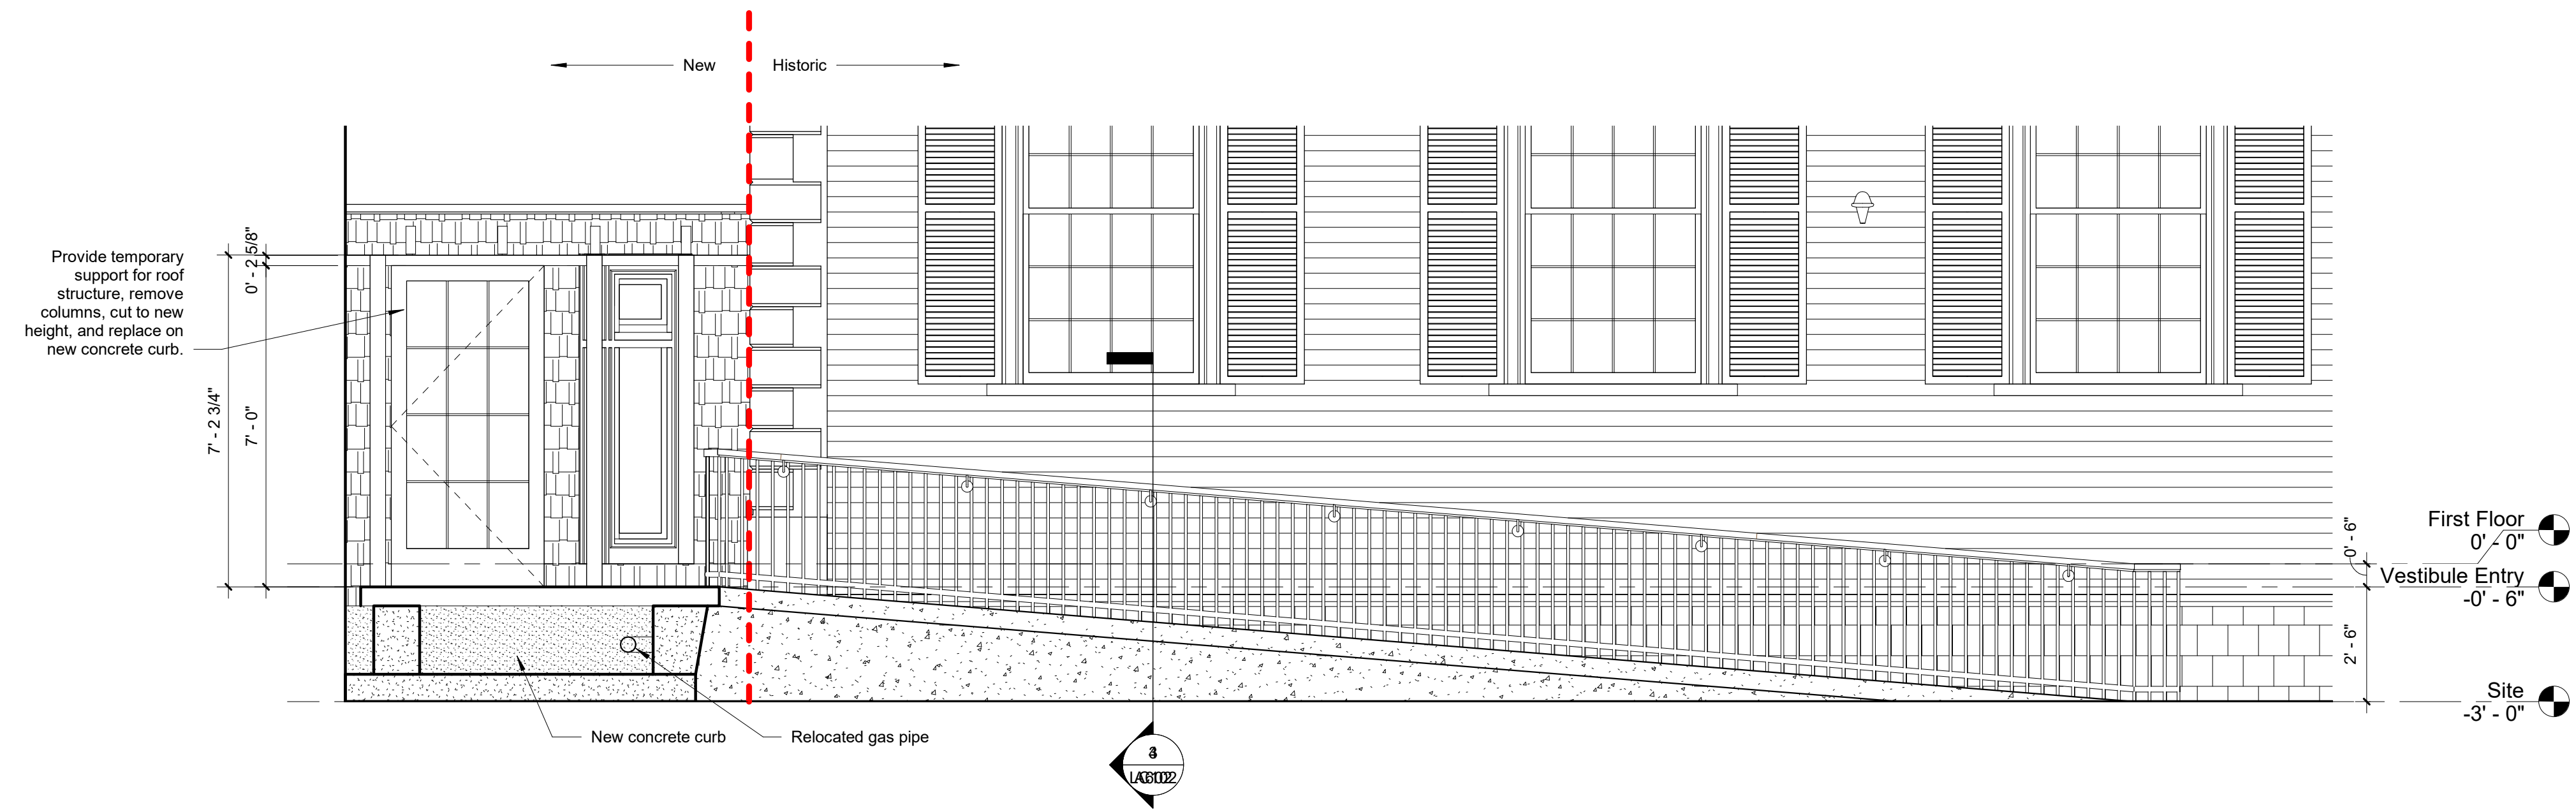 New
Historic
Provide temporary
support for roof
structure, remove
columns, cut to new
height, and replace on
new concrete curb.
0' - 2 5/8"
7' - 2 3/4"
7' - 0"
0' - 6"
2' - 6"
First Floor
0' - 0"
Vestibule Entry
-0' - 6"
Site
-3' - 0"
New concrete curb
Relocated gas pipe